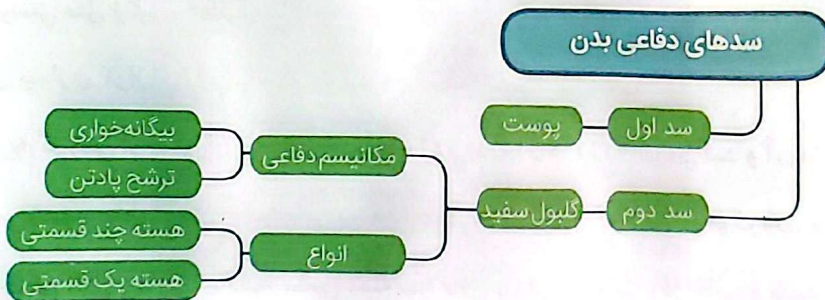 سدهای دفاعی بدن
سد اول
پوست
سد دوم
گلبول سفید
مکانیسم دفاعی
بیگانه‌خواری
ترشح پادتن
انواع
هسته چند قسمتی
هسته یک قسمتی